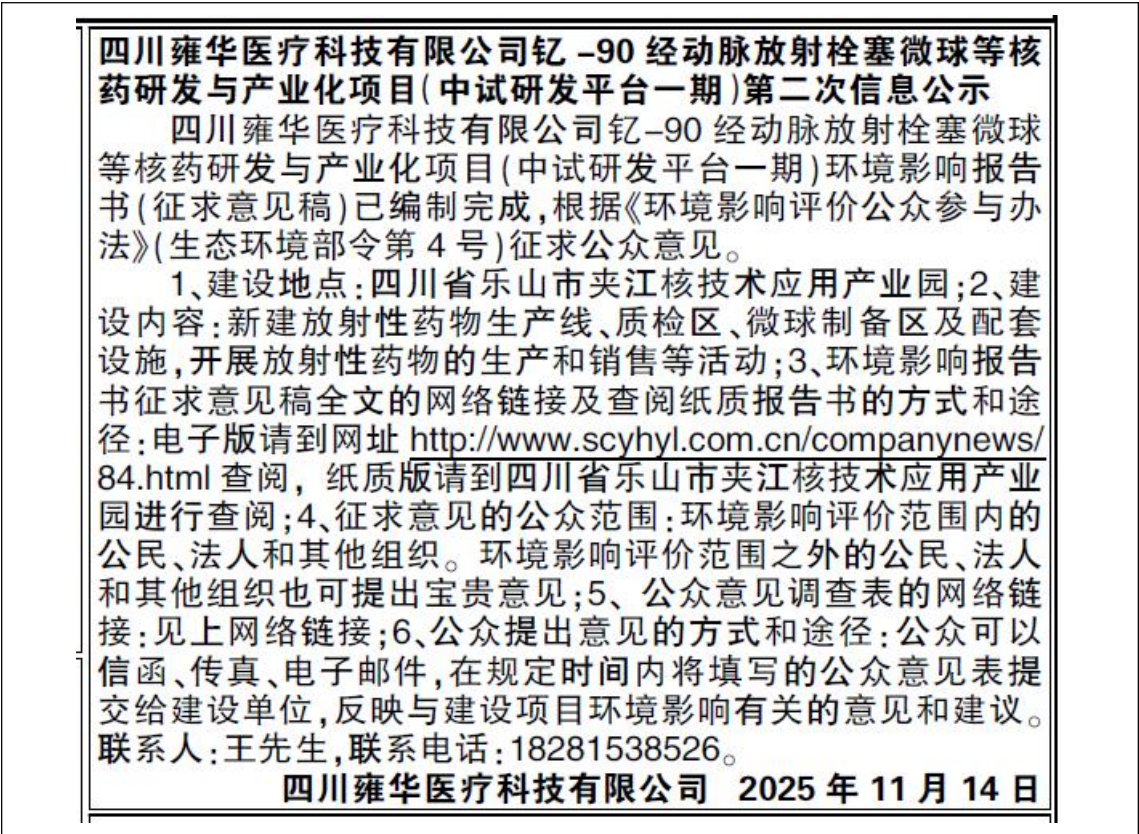 四川雍华医疗科技有限公司钇-90经动脉放射栓塞微球等核
药研发与产业化项目(中试研发平台一期)第二次信息公示
四川雍华医疗科技有限公司钇-90经动脉放射栓塞微球
等核药研发与产业化项目(中试研发平台一期)环境影响报告
书(征求意见稿)已编制完成,根据《环境影响评价公众参与办
法》(生态环境部令第4号)征求公众意见。
1、建设地点:四川省乐山市夹江核技术应用产业园;2、建
设内容:新建放射性药物生产线、质检区、微球制备区及配套
设施,开展放射性药物的生产和销售等活动;3、环境影响报告
书征求意见稿全文的网络链接及查阅纸质报告书的方式和途
径:电子版请到网址 http://www.scyhyl.com.cn/companynews/
84.html 查阅，纸质版请到四川省乐山市夹江核技术应用产业
园进行查阅;4、征求意见的公众范围:环境影响评价范围内的
公民、法人和其他组织。环境影响评价范围之外的公民、法人
和其他组织也可提出宝贵意见;5、公众意见调查表的网络链
接:见上网络链接;6、公众提出意见的方式和途径:公众可以
信函、传真、电子邮件,在规定时间内将填写的公众意见表提
交给建设单位,反映与建设项目环境影响有关的意见和建议。
联系人:王先生,联系电话:18281538526。
四川雍华医疗科技有限公司 2025年11月14日